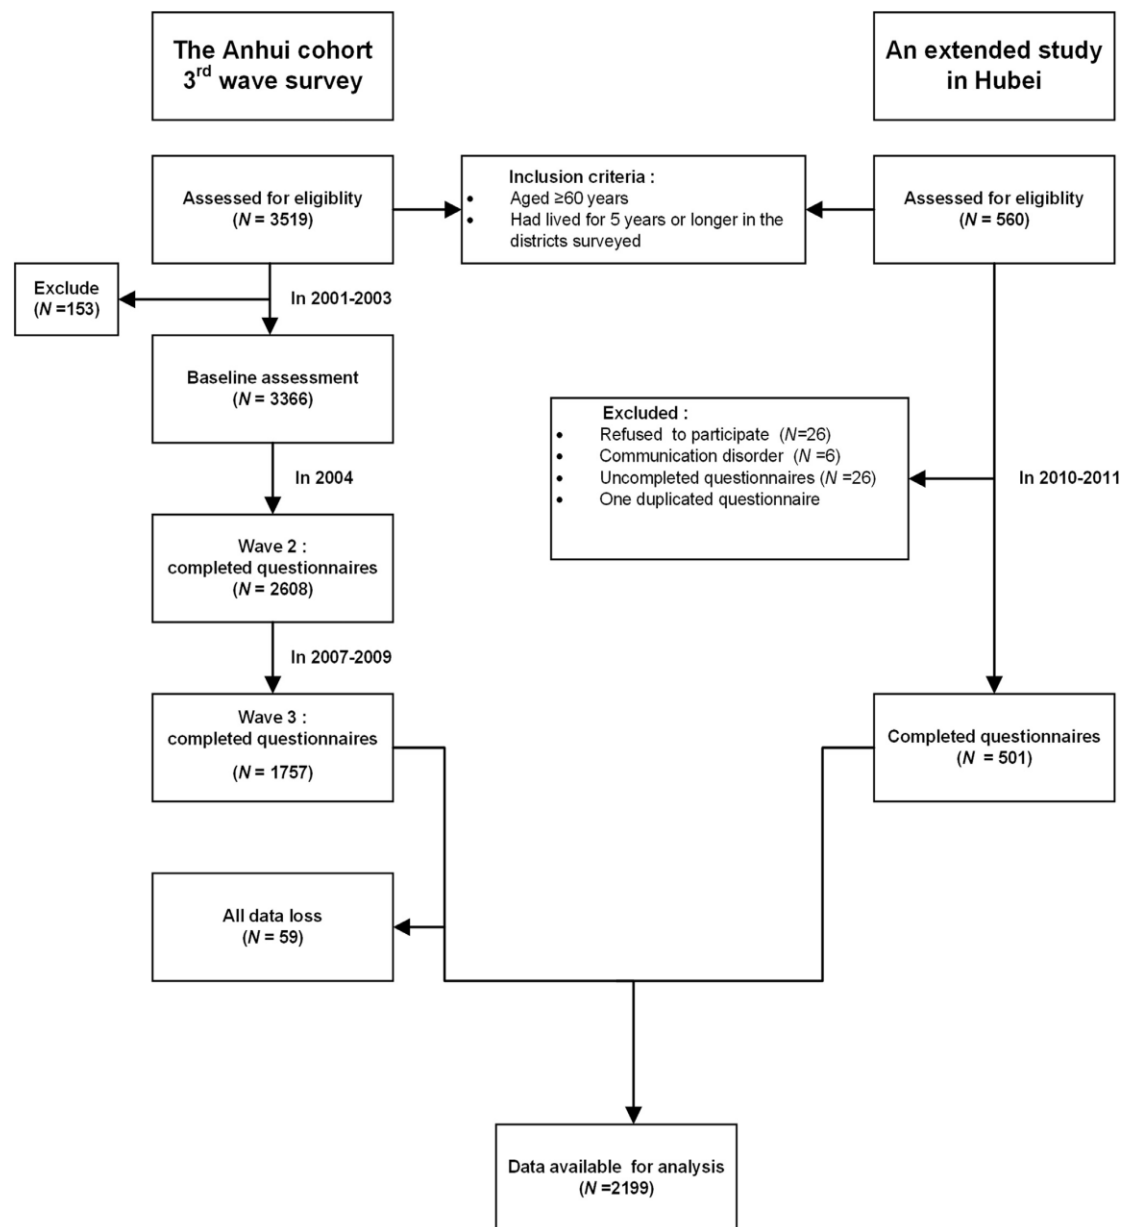 The Anhui cohort
3rd wave survey
An extended study
in Hubei
Assessed for eligiblity
(N = 3519)
Inclusion criteria :
• Aged ≥60 years
• Had lived for 5 years or longer in the
districts surveyed
Assessed for eligiblity
(N = 560)
Exclude
(N =153)
In 2001-2003
Baseline assessment
(N = 3366)
Excluded :
• Refused to participate (N=26)
• Communication disorder (N =6)
• Uncompleted questionnaires (N =26)
• One duplicated questionnaire
In 2010-2011
In 2004
Wave 2 :
completed questionnaires
(N = 2608)
In 2007-2009
Wave 3 :
completed questionnaires
(N = 1757)
Completed questionnaires
(N = 501)
All data loss
(N = 59)
Data available for analysis
(N =2199)